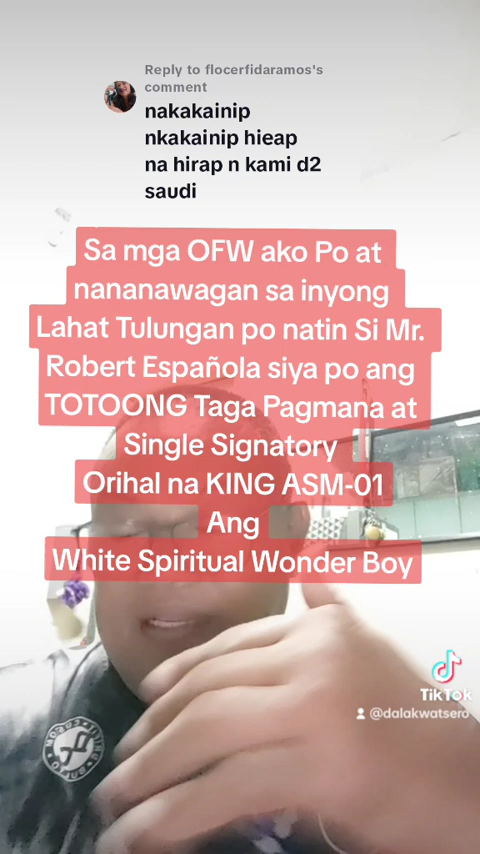 Reply to flocerfidaramos's
comment
nakakainip
nkakainip hieap
na hirap n kami d2
saudi
Sa mga OFW ako Po at
nananawagan sa inyong
Lahat Tulungan po natin Si Mr.
Robert Española siya po ang
TOTOONG Taga Pagmana at
Single Signatory
Orihal na KING ASM-01
Ang
White Spiritual Wonder Boy
TikTok
@dalakwatsero